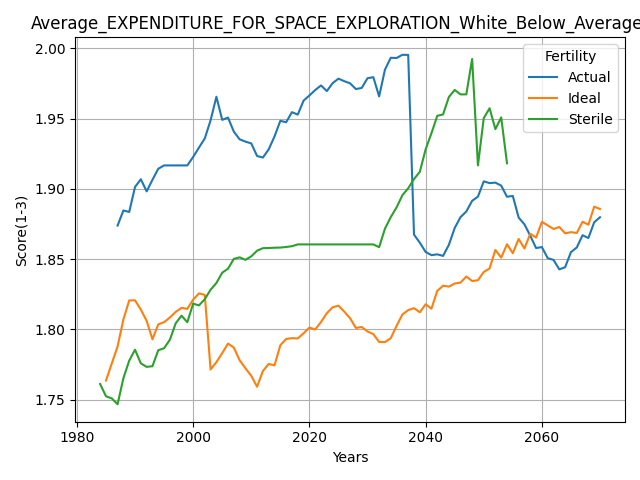 Average_EXPENDITURE_FOR_SPACE_EXPLORATION_White_Below_Average
2.00
1.95
1.90
1.85
1.80
1.75
Score(1-3)
Fertility
Actual
Ideal
Sterile
1980
2000
2020
2040
2060
Years